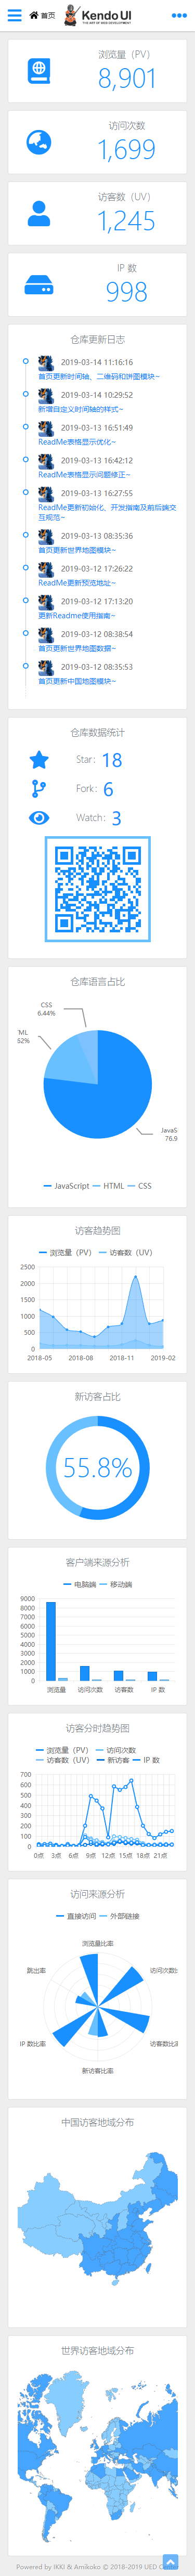 首页
Kendo UI
THE ART OF WEB DEVELOPMENT
浏览量（PV）
8,901
访问次数
1,699
访客数（UV）
1,245
IP 数
998
仓库更新日志
2019-03-14 11:16:16
首页更新时间轴、二维码和饼图模块~
2019-03-14 10:29:52
新增自定义时间轴的样式~
2019-03-13 16:51:49
ReadMe表格显示优化~
2019-03-13 16:42:12
ReadMe表格显示问题修正~
2019-03-13 16:27:55
ReadMe更新初始化、开发指南及前后端交
互规范~
2019-03-13 08:35:36
首页更新世界地图模块~
2019-03-12 17:26:22
ReadMe更新预览地址~
2019-03-12 17:13:20
更新Readme使用指南~
2019-03-12 08:38:54
首页更新世界地图数据~
2019-03-12 08:35:53
首页更新中国地图模块~
仓库数据统计
Star：18
Fork：6
Watch：3
仓库语言占比
CSS
6.44%
TML
52%
JavaS
76.9
JavaScript HTML CSS
访客趋势图
浏览量（PV） 访客数（UV）
2500
2000
1500
1000
500
0
2018-05 2018-08 2018-11 2019-02
新访客占比
55.8%
客户端来源分析
电脑端 移动端
9000
8000
7000
6000
5000
4000
3000
2000
1000
0
浏览量 访问次数 访客数 IP 数
访客分时趋势图
浏览量（PV） 访问次数
访客数（UV） 新访客 IP 数
700
600
500
400
300
200
100
0
0点 3点 6点 9点 12点 15点 18点 21点
访问来源分析
直接访问 外部链接
浏览量比率
跳出率 访问次数比
IP 数比率 访客数比率
新访客比率
中国访客地域分布
世界访客地域分布
Powered by IKKI & Amikoko © 2018-2019 UED